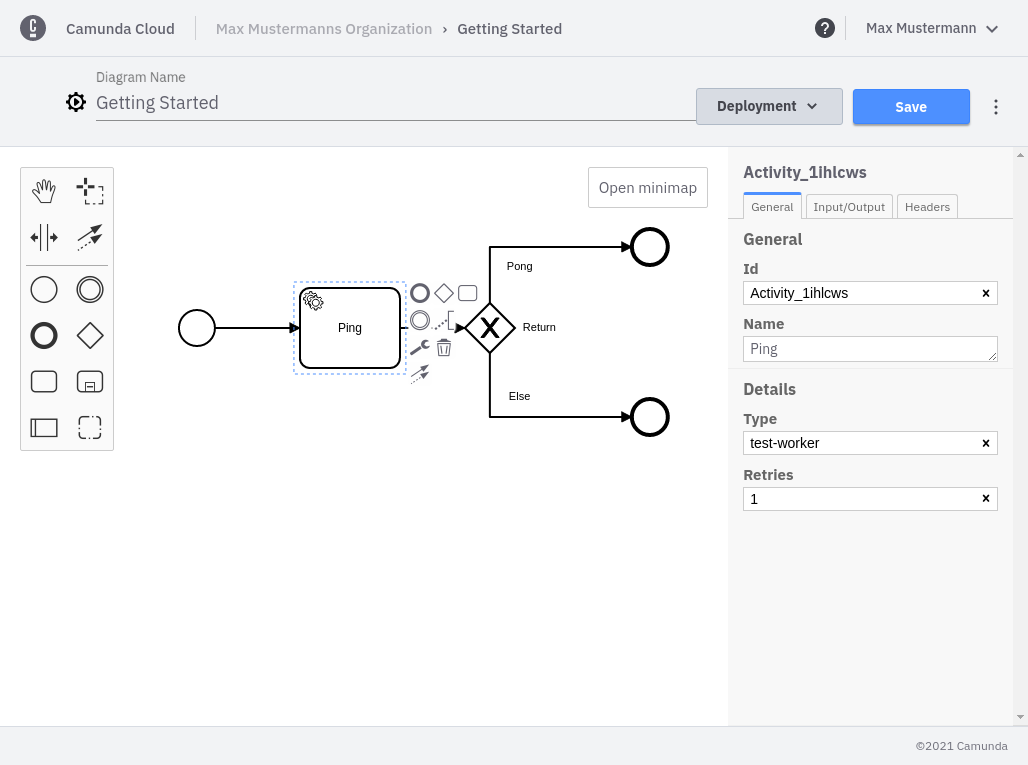 Camunda Cloud
Max Mustermanns Organization › Getting Started
Max Mustermann
Diagram Name
Getting Started
Deployment
Save
Open minimap
Ping
Pong
Return
Else
Activity_1ihlcws
General
Input/Output
Headers
General
Id
Activity_1ihlcws
Name
Ping
Details
Type
test-worker
Retries
1
©2021 Camunda